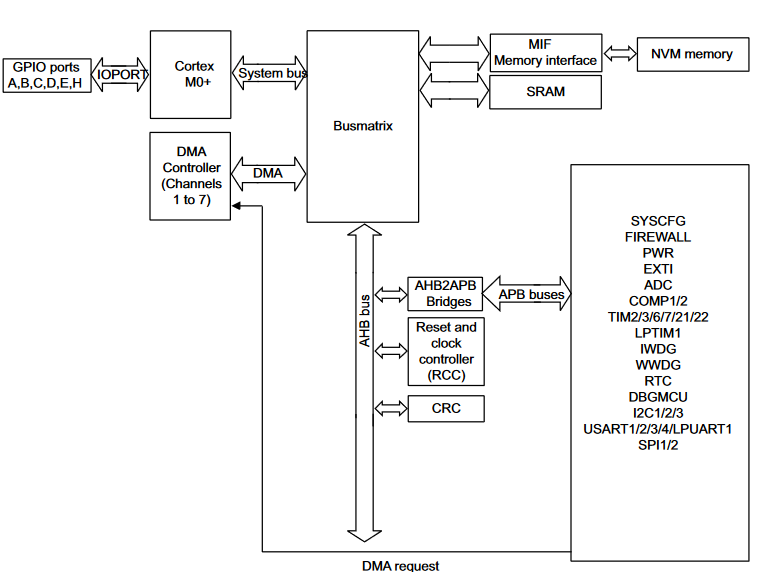 GPIO ports
A,B,C,D,E,H
IOPORT
Cortex
M0+
System bus
Busmatrix
MIF
Memory interface
NVM memory
SRAM
DMA
Controller
(Channels
1 to 7)
DMA
AHB bus
AHB2APB
Bridges
APB buses
Reset and
clock
controller
(RCC)
CRC
SYSCFG
FIREWALL
PWR
EXTI
ADC
COMP1/2
TIM2/3/6/7/21/22
LPTIM1
IWDG
WWDG
RTC
DBGMCU
I2C1/2/3
USART1/2/3/4/LPUART1
SPI1/2
DMA request